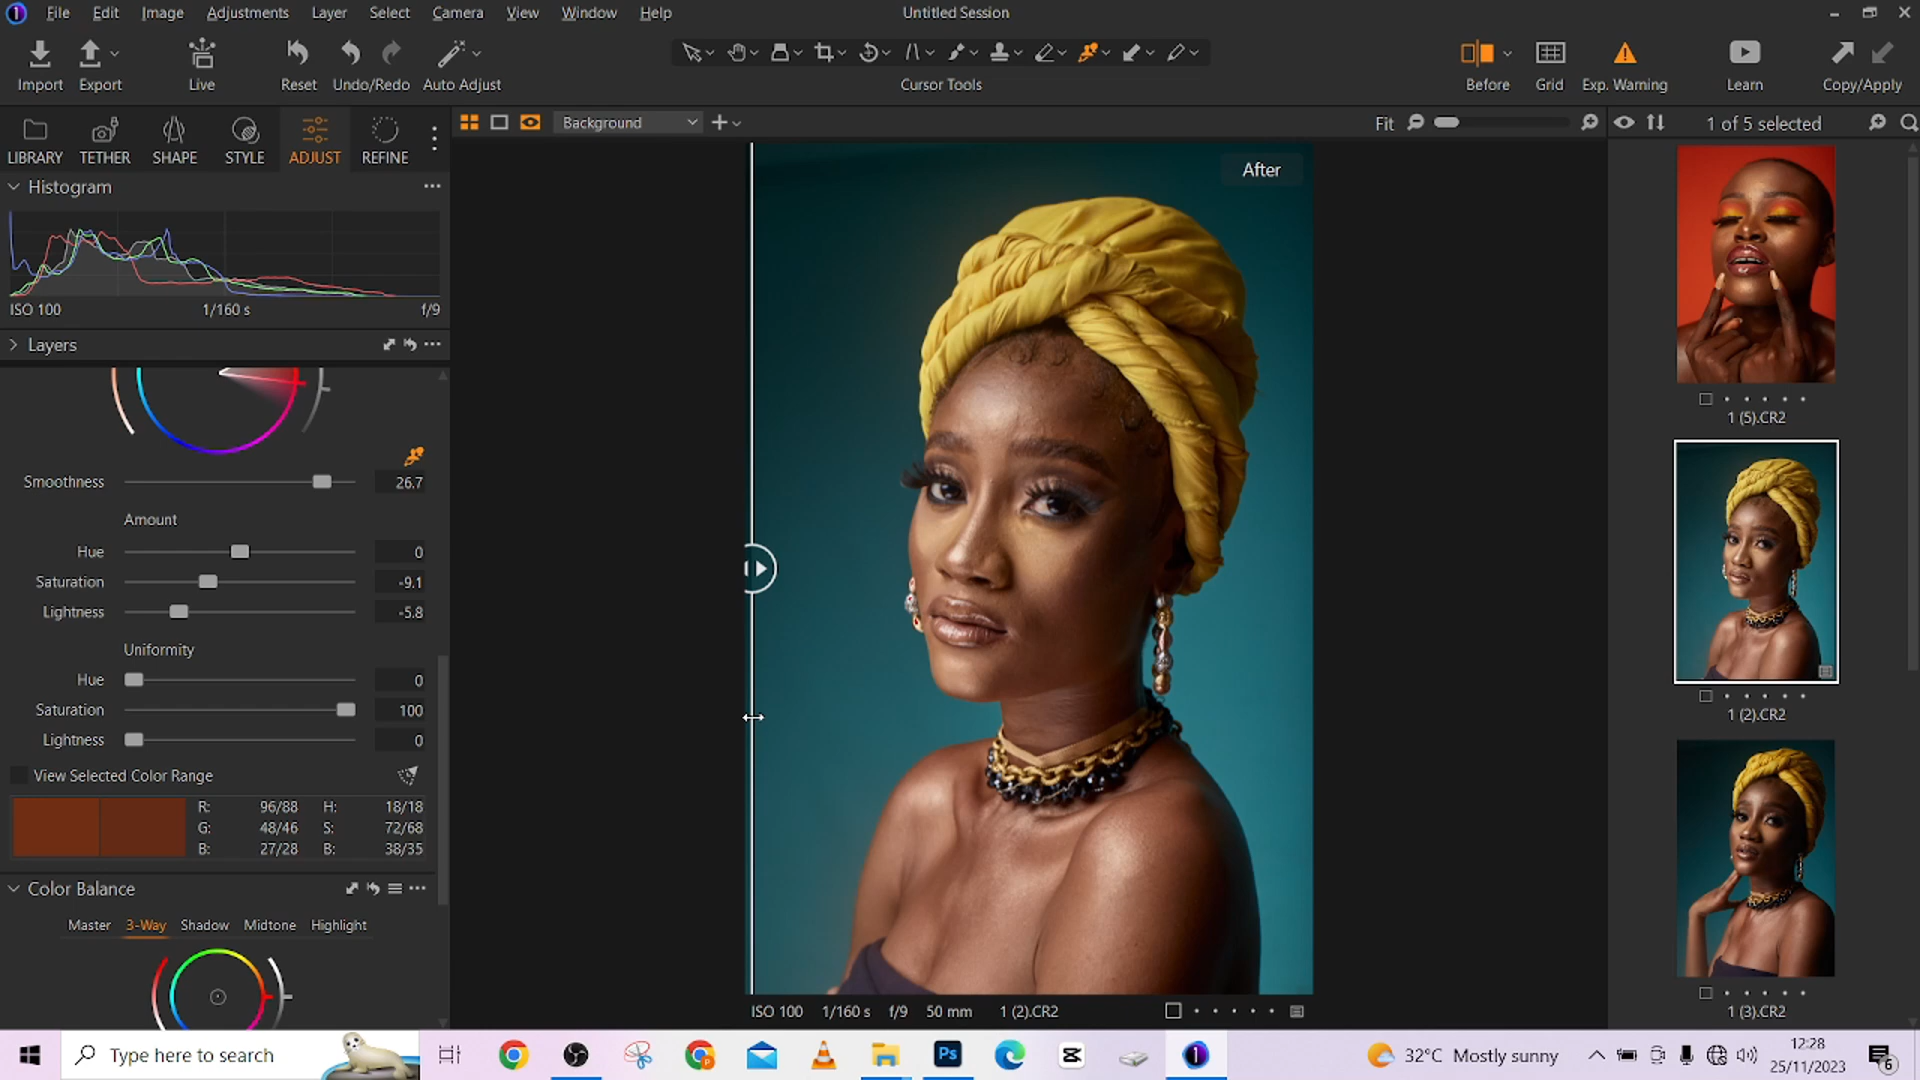 File Edit Image Adjustments Layer Select Camera View Window Help
Untitled Session
Import Export Live Reset Undo/Redo Auto Adjust
Cursor Tools
Before Grid Exp. Warning Learn Copy/Apply
LIBRARY TETHER SHAPE STYLE ADJUST REFINE
Background
Fit
1 of 5 selected
Histogram
ISO 100 1/160 s f/9
Layers
Smoothness 26.7
Amount
Hue 0
Saturation -9.1
Lightness -5.8
Uniformity
Hue 0
Saturation 100
Lightness 0
View Selected Color Range
R: 96/88 H: 18/18
G: 48/46 S: 72/68
B: 27/28 B: 38/35
Color Balance
Master 3-Way Shadow Midtone Highlight
After
ISO 100 1/160 s f/9 50 mm 1 (2).CR2
1 (5).CR2
1 (2).CR2
1 (3).CR2
Type here to search
Ps
32°C Mostly sunny
12:28
25/11/2023
6